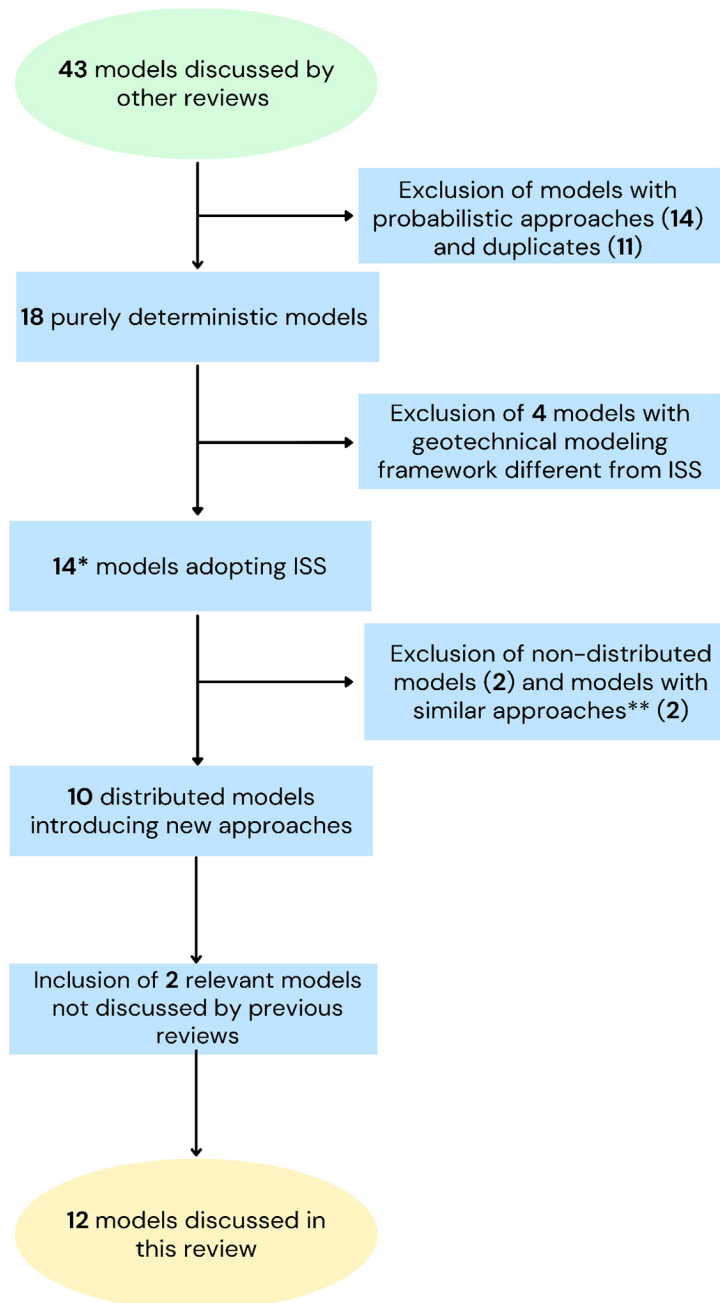 43 models discussed by
other reviews
Exclusion of models with
probabilistic approaches (14)
and duplicates (11)
18 purely deterministic models
Exclusion of 4 models with
geotechnical modeling
framework different from ISS
14* models adopting ISS
Exclusion of non-distributed
models (2) and models with
similar approaches** (2)
10 distributed models
introducing new approaches
Inclusion of 2 relevant models
not discussed by previous
reviews
12 models discussed in
this review